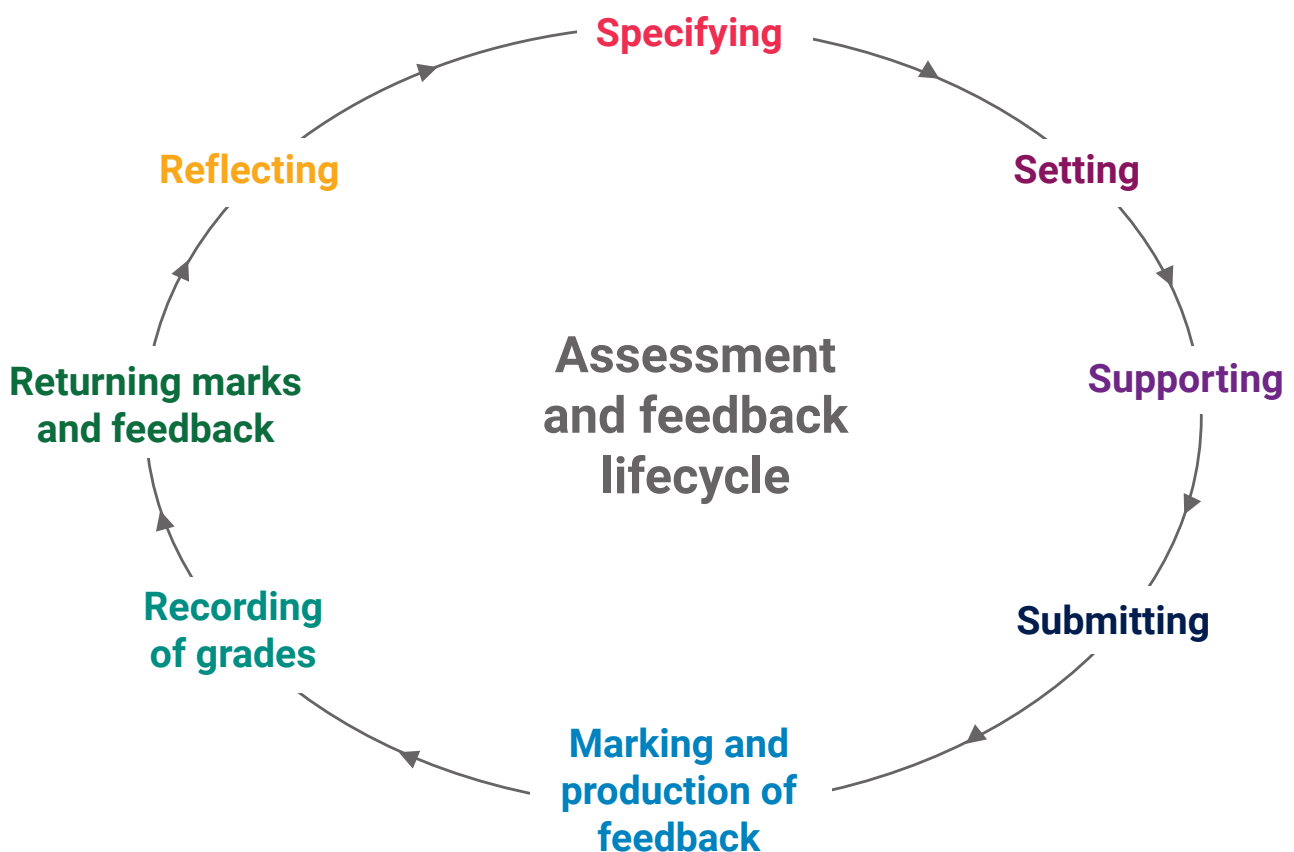 Specifying
Setting
Supporting
Submitting
Marking and
production of
feedback
Recording
of grades
Returning marks
and feedback
Reflecting
Assessment
and feedback
lifecycle